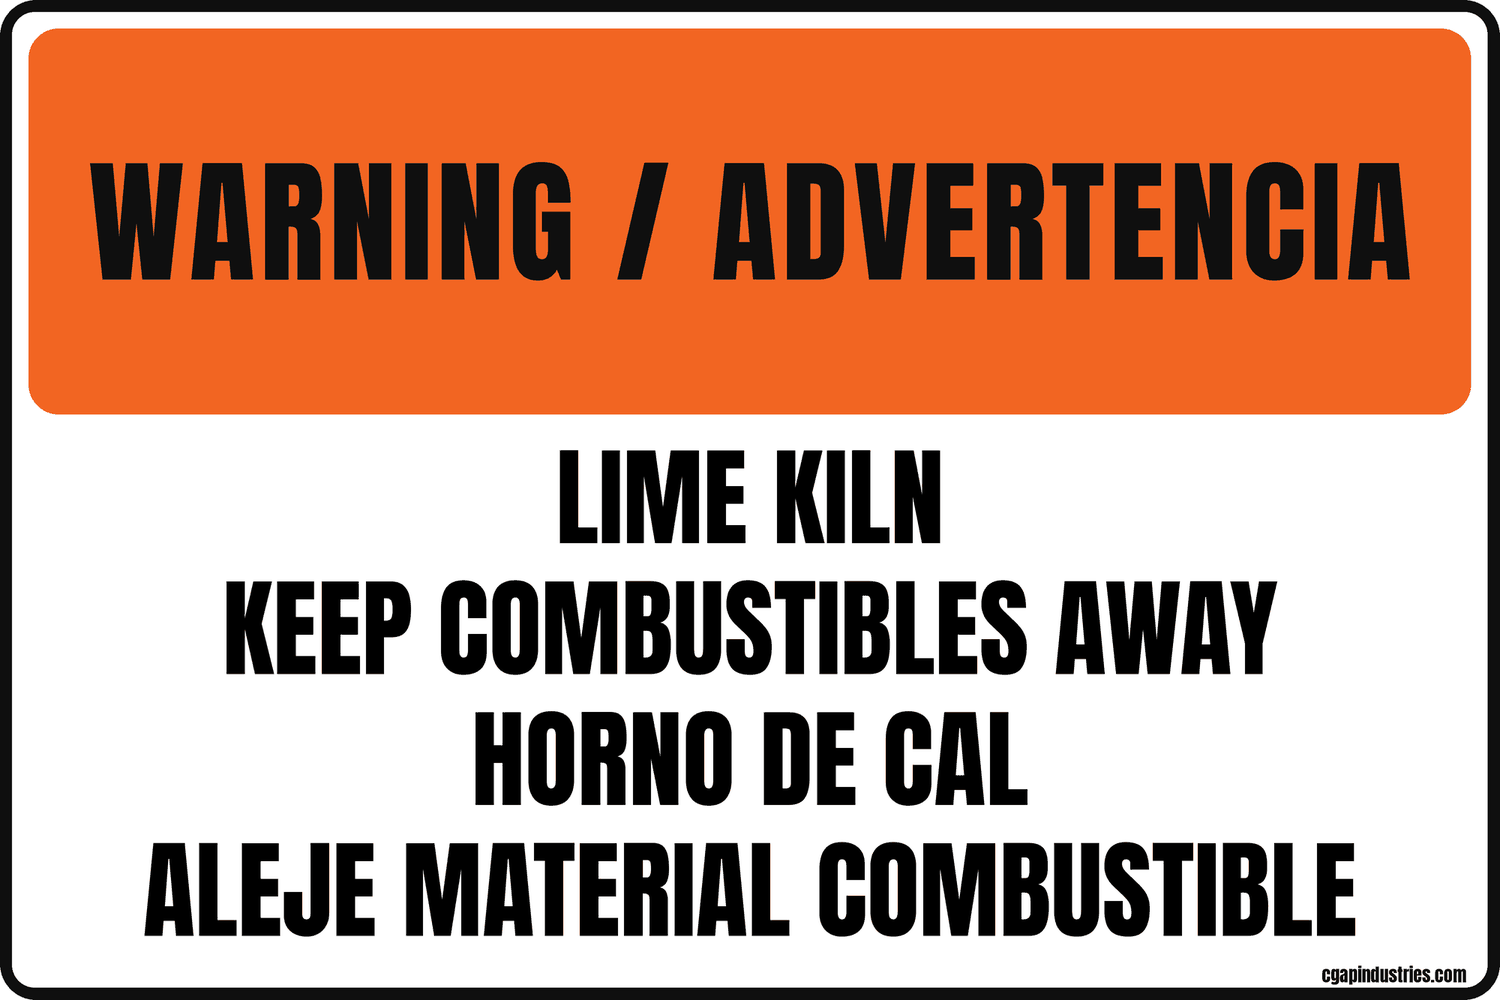 WARNING / ADVERTENCIA
LIME KILN
KEEP COMBUSTIBLES AWAY
HORNO DE CAL
ALEJE MATERIAL COMBUSTIBLE
cgapindustries.com